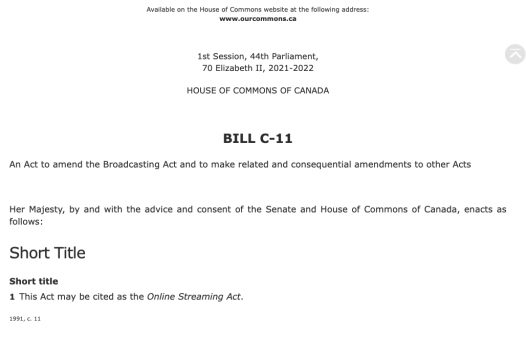 Available on the House of Commons website at the following address:
www.ourcommons.ca
1st Session, 44th Parliament,
70 Elizabeth II, 2021-2022
HOUSE OF COMMONS OF CANADA
BILL C-11
An Act to amend the Broadcasting Act and to make related and consequential amendments to other Acts
Her Majesty, by and with the advice and consent of the Senate and House of Commons of Canada, enacts as
follows:
Short Title
Short title
1 This Act may be cited as the Online Streaming Act.
1991, c. 11